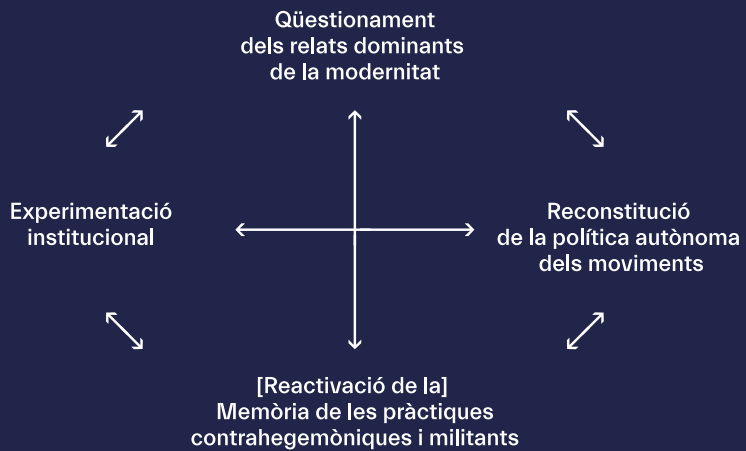 Qüestionament
dels relats dominants
de la modernitat
Experimentació
institucional
Reconstitució
de la política autònoma
dels moviments
[Reactivació de la]
Memòria de les pràctiques
contrahegemòniques i militants